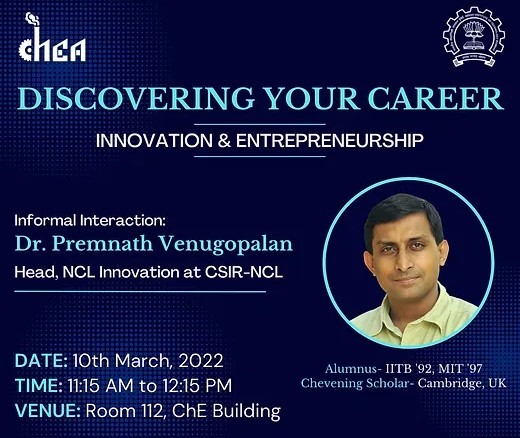 chEA
DISCOVERING YOUR CAREER
INNOVATION & ENTREPRENEURSHIP
Informal Interaction:
Dr. Premnath Venugopalan
Head, NCL Innovation at CSIR-NCL
DATE: 10th March, 2022
TIME: 11:15 AM to 12:15 PM
VENUE: Room 112, ChE Building
Alumnus- IITB '92, MIT '97
Chevening Scholar- Cambridge, UK